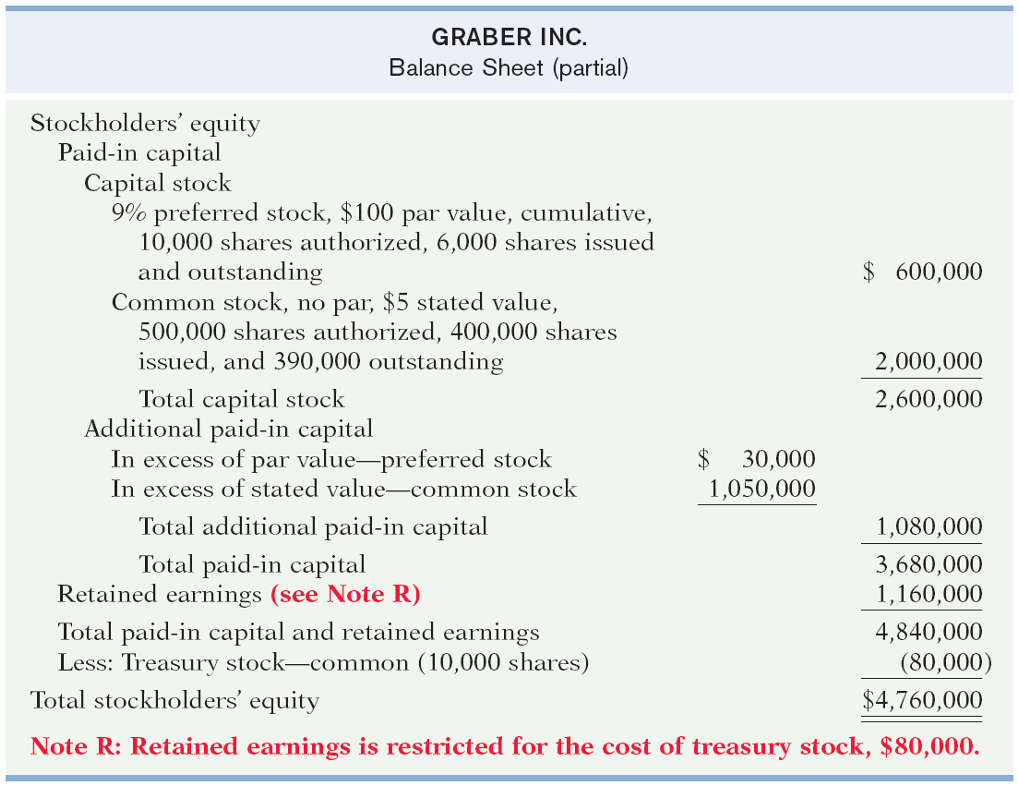 GRABER INC.
Balance Sheet (partial)
Stockholders’ equity
Paid-in capital
Capital stock
9% preferred stock, $100 par value, cumulative,
10,000 shares authorized, 6,000 shares issued
and outstanding $ 600,000
Common stock, no par, $5 stated value,
500,000 shares authorized, 400,000 shares
issued, and 390,000 outstanding 2,000,000
Total capital stock 2,600,000
Additional paid-in capital
In excess of par value—preferred stock $ 30,000
In excess of stated value—common stock 1,050,000
Total additional paid-in capital 1,080,000
Total paid-in capital 3,680,000
Retained earnings (see Note R) 1,160,000
Total paid-in capital and retained earnings 4,840,000
Less: Treasury stock—common (10,000 shares) (80,000)
Total stockholders’ equity $4,760,000
Note R: Retained earnings is restricted for the cost of treasury stock, $80,000.